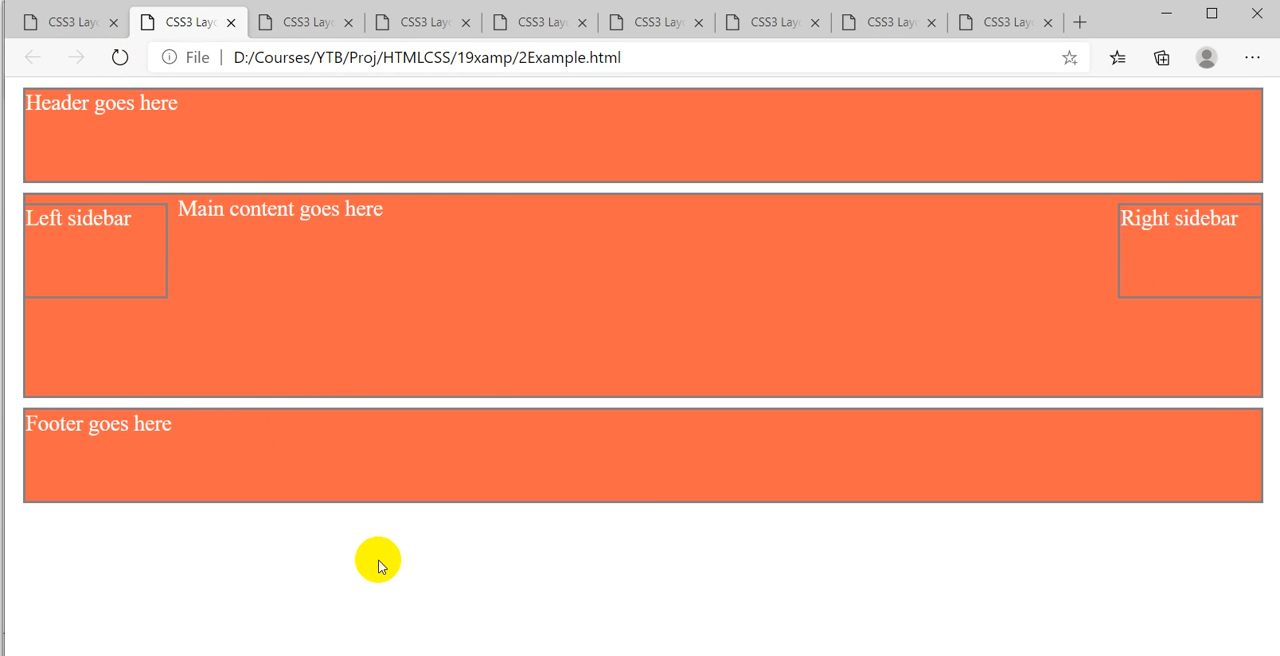 CSS3 Lay
CSS3 Layo
CSS3 Lay
CSS3 Lay
CSS3 Lay
CSS3 Lay
CSS3 Lay
CSS3 Lay
CSS3 Lay
File | D:/Courses/YTB/Proj/HTMLCSS/19xamp/2Example.html
Header goes here
Left sidebar
Main content goes here
Right sidebar
Footer goes here